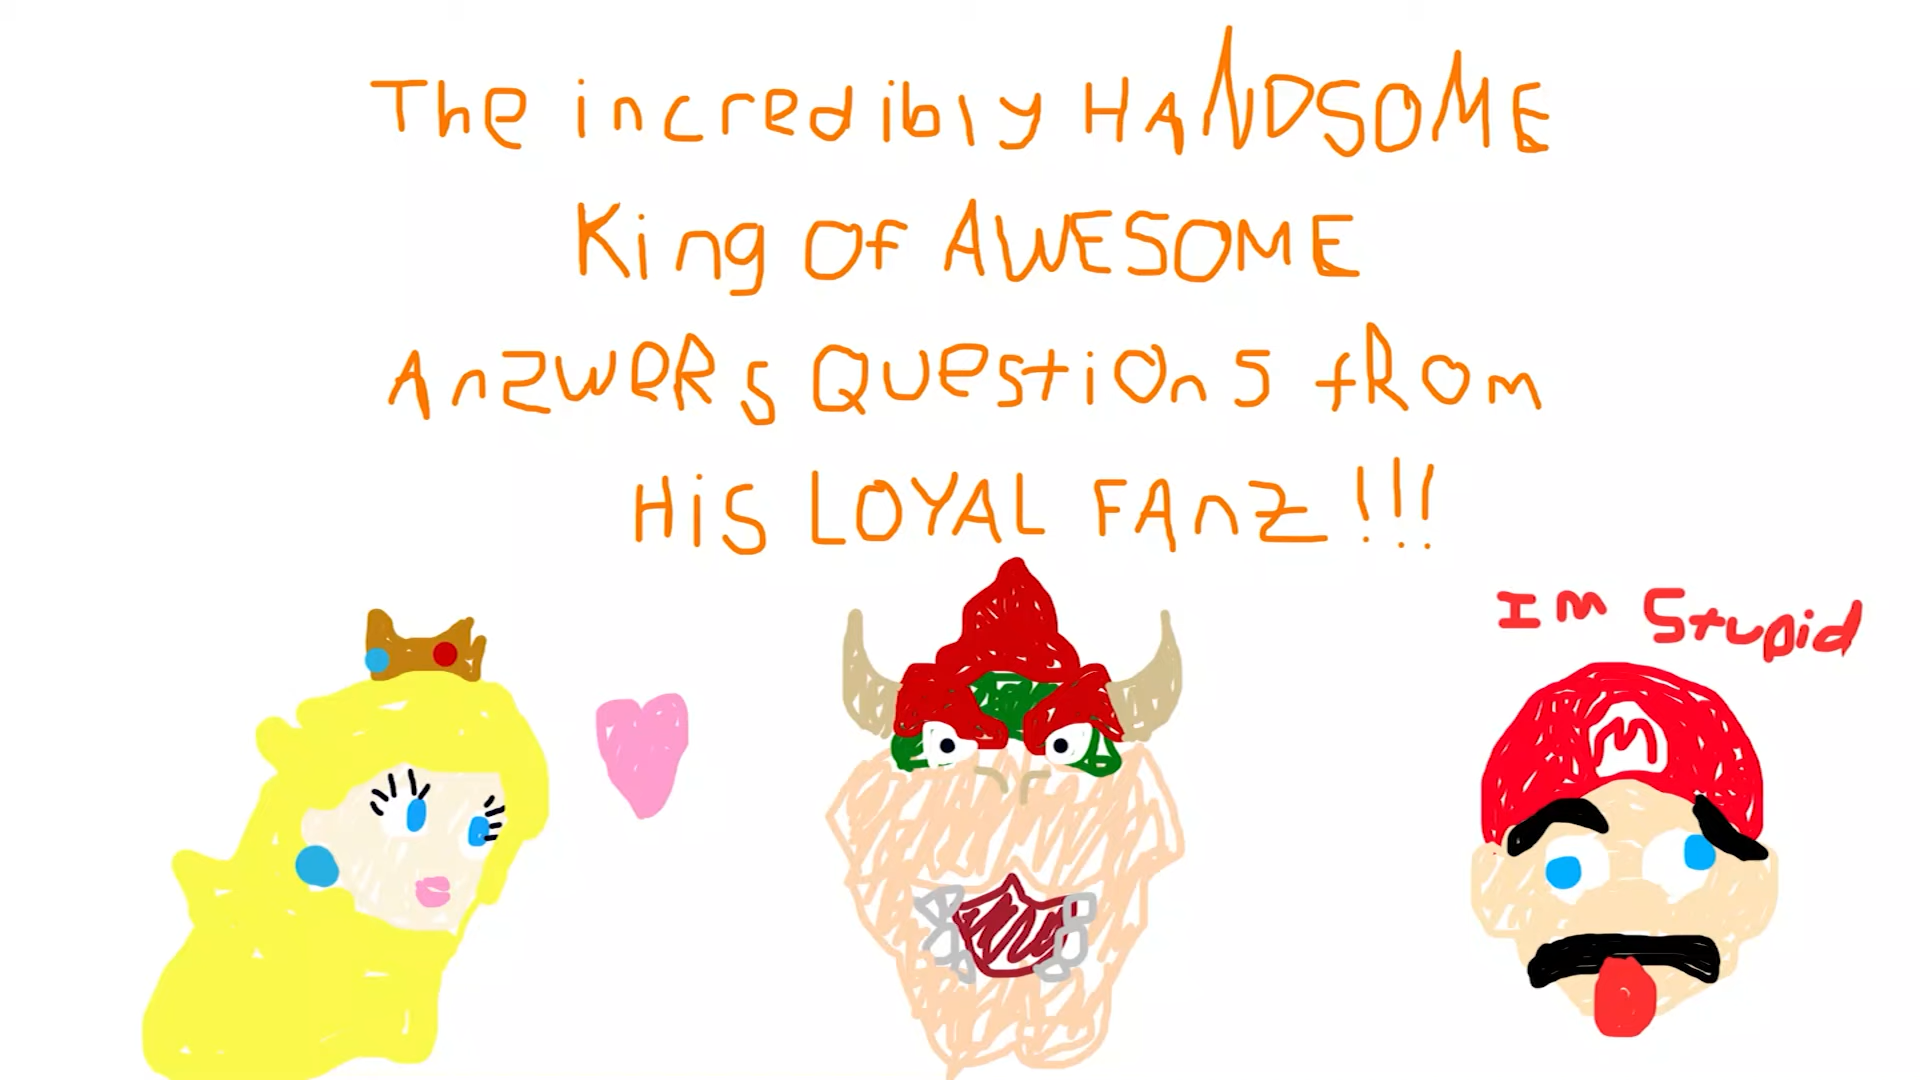 The incredibly HANDSOME
King Of AWESOME
AnZWeRs Questions fRom
His LOYAL FAnZ!!!
Im Stupid
M